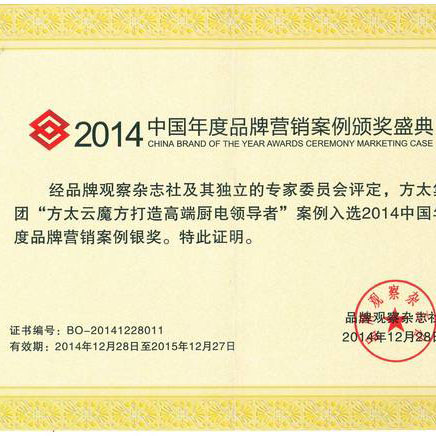 2014 中国年度品牌营销案例颁奖盛典
CHINA BRAND OF THE YEAR AWARDS CEREMONY MARKETING CASE
经品牌观察杂志社及其独立的专家委员会评定，方太
团“方太云魔方打造高端厨电领导者”案例入选2014中国
度品牌营销案例银奖。特此证明。
品牌观察杂志社
2014年12月28日
证书编号：BO-20141228011
有效期：2014年12月28日至2015年12月27日